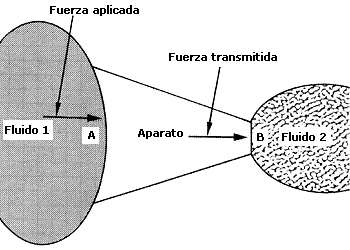 Fuerza aplicada
Fuerza transmitida
Fluido 1
A
Aparato
B
Fluido 2